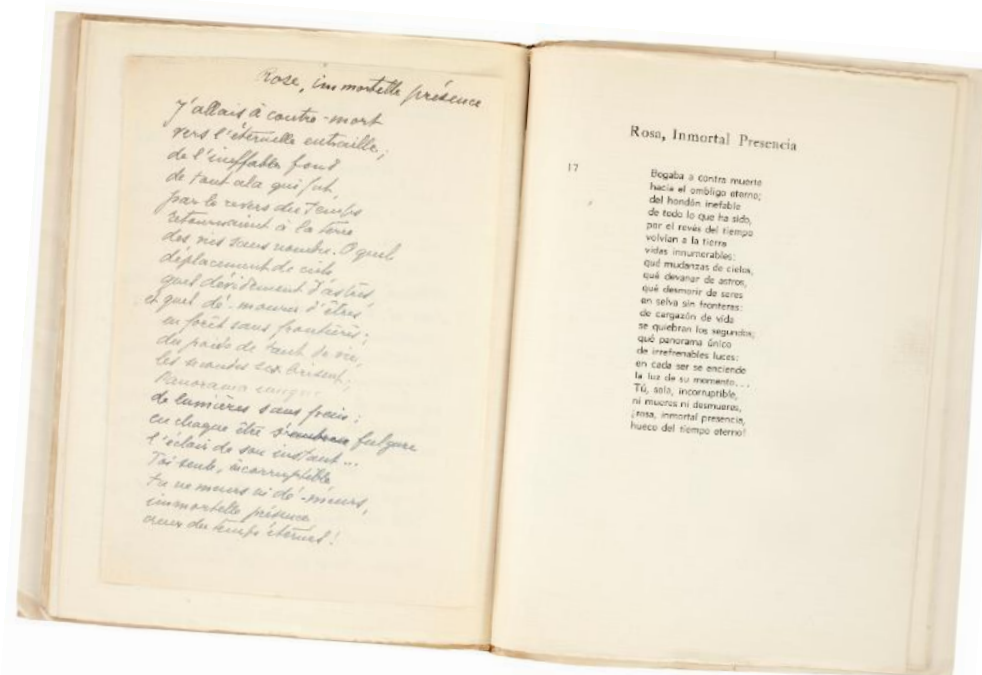 Rose, immortelle présence
J'allais à contre-mort
vers l'éternelle entraille;
de l'ineffable fond
de tout cela qui fut,
par le revers des temps
retournaient à la terre
des vies sans nombre. O quel
déplacement de ciels
quel dévidement d'astres,
et quel dé-mourir d'êtres
en forêt sans frontières;
du poids de tant de vie,
les secondes se brisent;
Panorama unique
de lumières sans frein;
en chaque être fulgure
l'éclair de son instant...
Toi seule, incorruptible
tu ne meurs ni dé-meurs,
immortelle présence
creux du temps éternel!
Rosa, Inmortal Presencia
17
Bogaba a contra muerte
hacia el ombligo eterno;
del hondón inefable
de todo lo que ha sido,
por el revés del tiempo
volvían a la tierra
vidas innumerables:
qué mudanzas de cielos,
qué devanar de astros,
qué desmorir de seres
en selva sin fronteras:
de cargazón de vida
se quiebran los segundos;
qué panorama único
de irrefrenables luces:
en cada ser se enciende
la luz de su momento...
Tú, sola, incorruptible,
ni mueres ni desmueres,
¡rosa, inmortal presencia,
hueco del tiempo eterno!